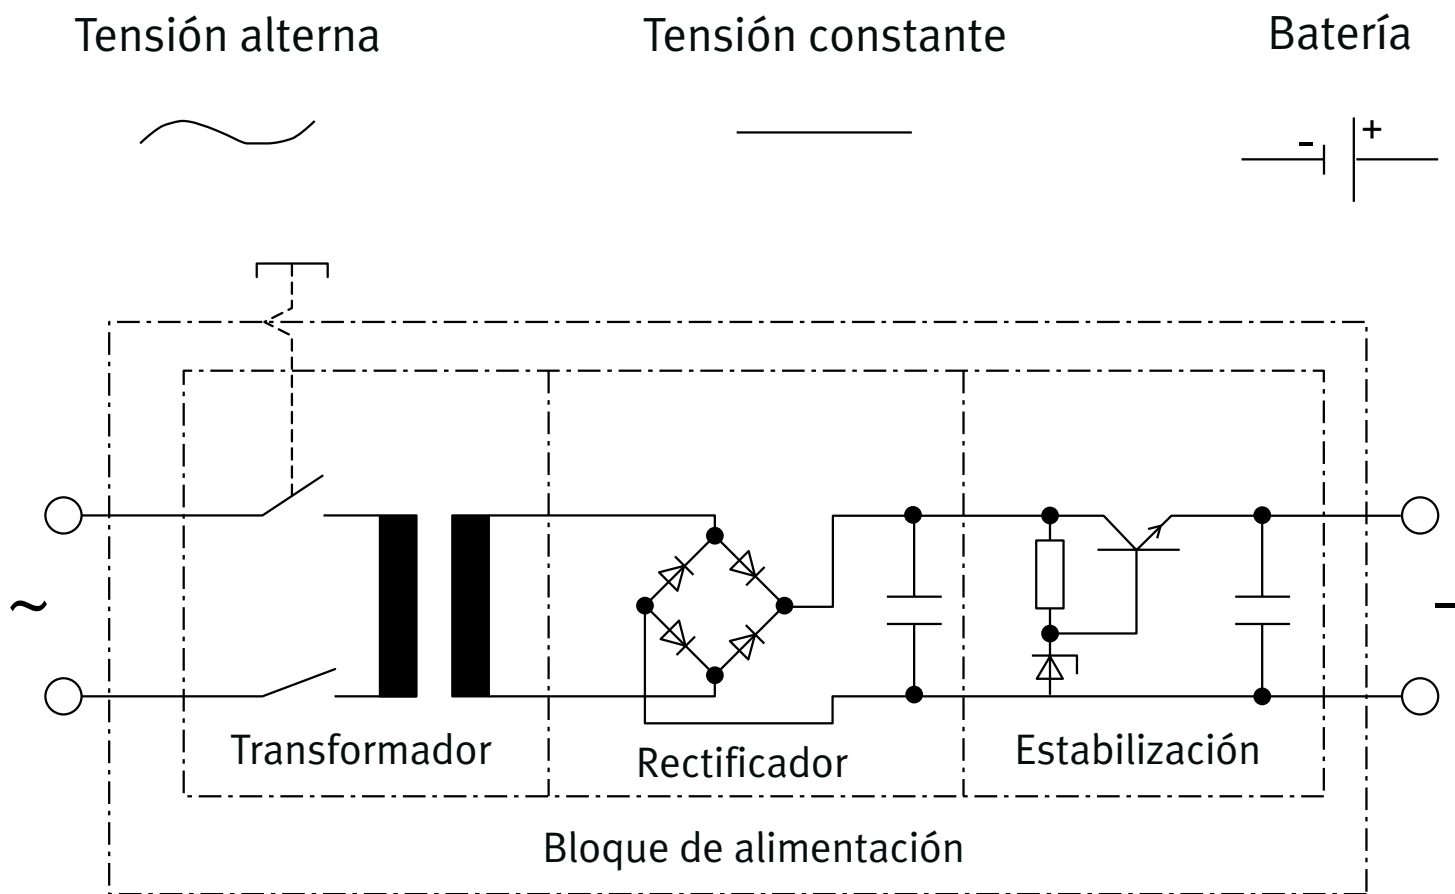 Tensión alterna
Tensión constante
Batería
- +
~
-
Transformador
Rectificador
Estabilización
Bloque de alimentación